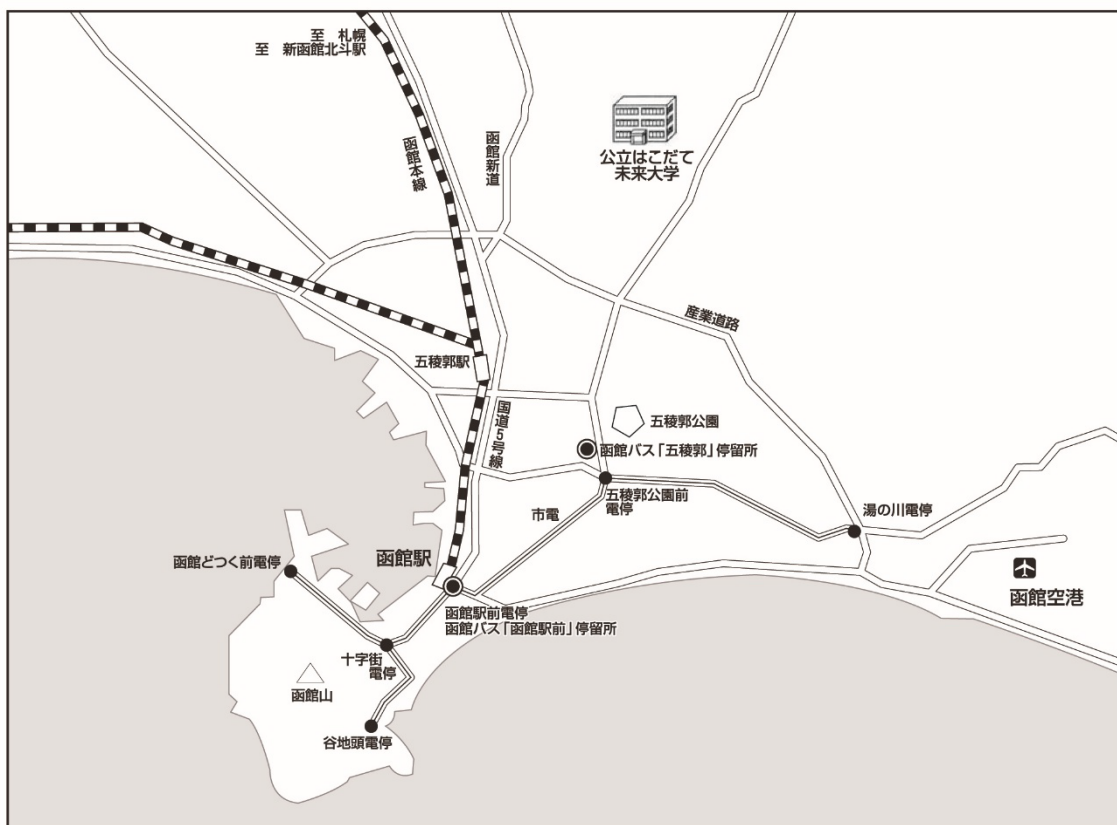 至　札幌
至　新函館北斗駅
函館本線
函館新道
公立はこだて
未来大学
産業道路
五稜郭駅
国道5号線
五稜郭公園
函館バス「五稜郭」停留所
五稜郭公園前
電停
市電
湯の川電停
函館駅
函館どつく前電停
函館空港
函館駅前電停
函館バス「函館駅前」停留所
十字街
電停
函館山
谷地頭電停